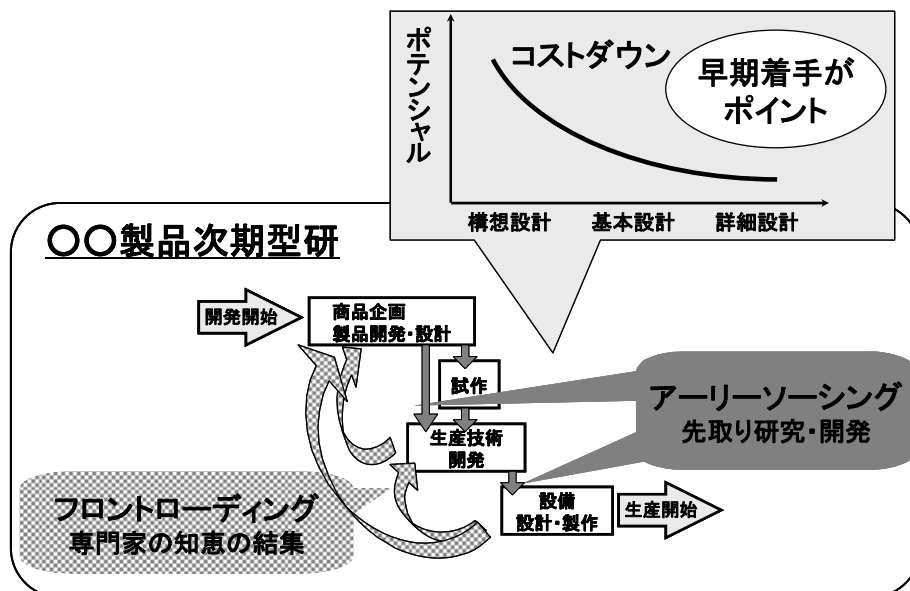 ポテンシャル
コストダウン
早期着手が
ポイント
構想設計
基本設計
詳細設計
〇〇製品次期型研
開発開始
商品企画
製品開発・設計
試作
生産技術
開発
設備
設計・製作
生産開始
アーリーソーシング
先取り研究・開発
フロントローディング
専門家の知恵の結集